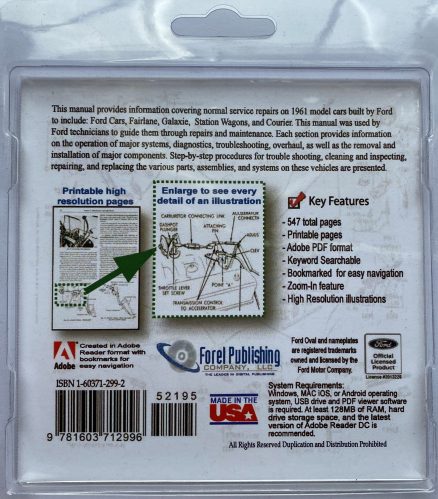 This manual provides information covering normal service repairs on 1961 model cars built by Ford
to include: Ford Cars, Fairlane, Galaxie, Station Wagons, and Courier. This manual was used by
Ford technicians to guide them through repairs and maintenance. Each section provides information
on the operation of major systems, diagnostics, troubleshooting, overhaul, as well as the removal and
installation of major components. Step-by-step procedures for trouble shooting, cleaning and inspecting,
repairing, and replacing the various parts, assemblies, and systems on these vehicles are presented.
Printable high
resolution pages
Enlarge to see every
detail of an illustration
CARBURETOR CONNECTING LINK
DASHPOT
PLUNGER
ATTACHING
PIN
THROTTLE LEVER
SET SCREW
POINT "A"
TRANSMISSION CONTROL
TO ACCELERATOR
Key Features
- 547 total pages
- Printable pages
- Adobe PDF format
- Keyword Searchable
- Bookmarked for easy navigation
- Zoom-In feature
- High Resolution illustrations
Adobe
Created in Adobe
Reader format with
bookmarks for
easy navigation
Forel Publishing
COMPANY, LLC
THE LEADER IN DIGITAL PUBLISHING
Ford Oval and nameplates
are registered trademarks
owned and licensed by the
Ford Motor Company.
Ford
Official
Licensed
Product
ISBN 1-60371-299-2
52195
9 781603 712996
MADE IN THE
USA
System Requirements:
Windows, MAC iOS, or Android operating
system, USB drive and PDF viewer software
is required. At least 128MB of RAM, hard
drive storage space, and the latest
version of Adobe Reader DC is
recommended.
All Rights Reserved Duplication and Distribution Prohibited